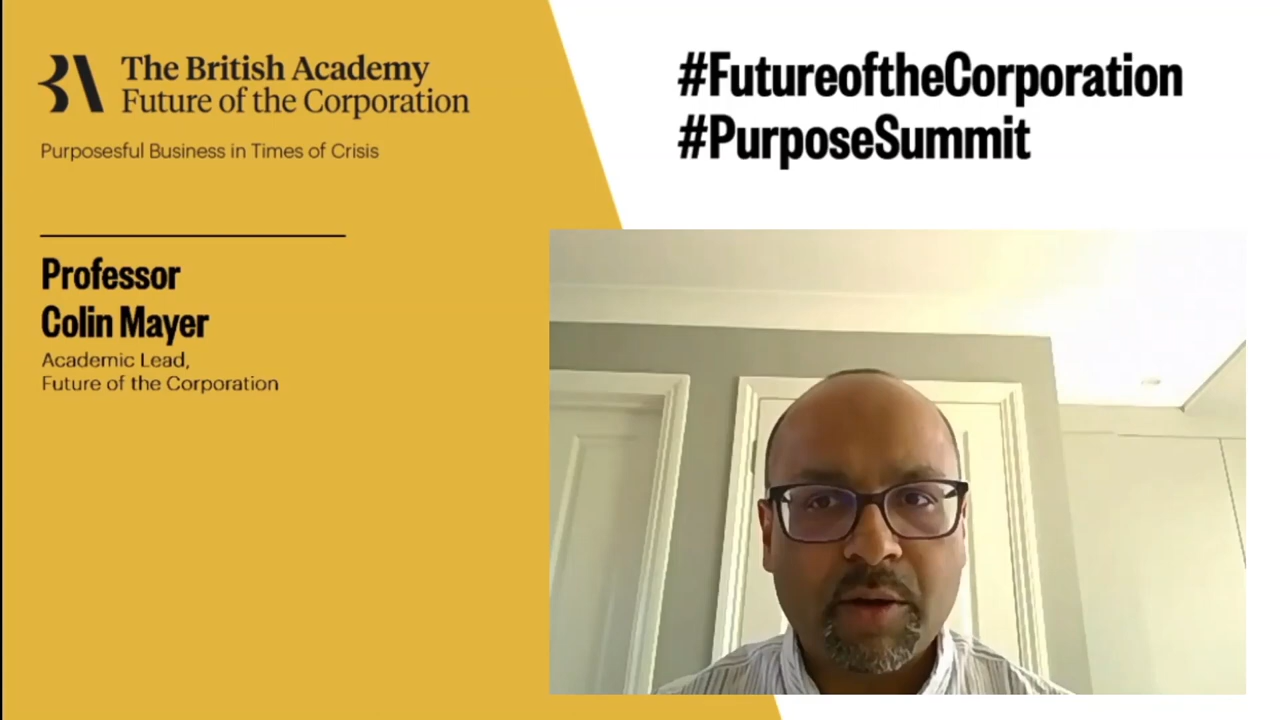 The British Academy
Future of the Corporation
Purposesful Business in Times of Crisis
#FutureoftheCorporation
#PurposeSummit
Professor
Colin Mayer
Academic Lead,
Future of the Corporation